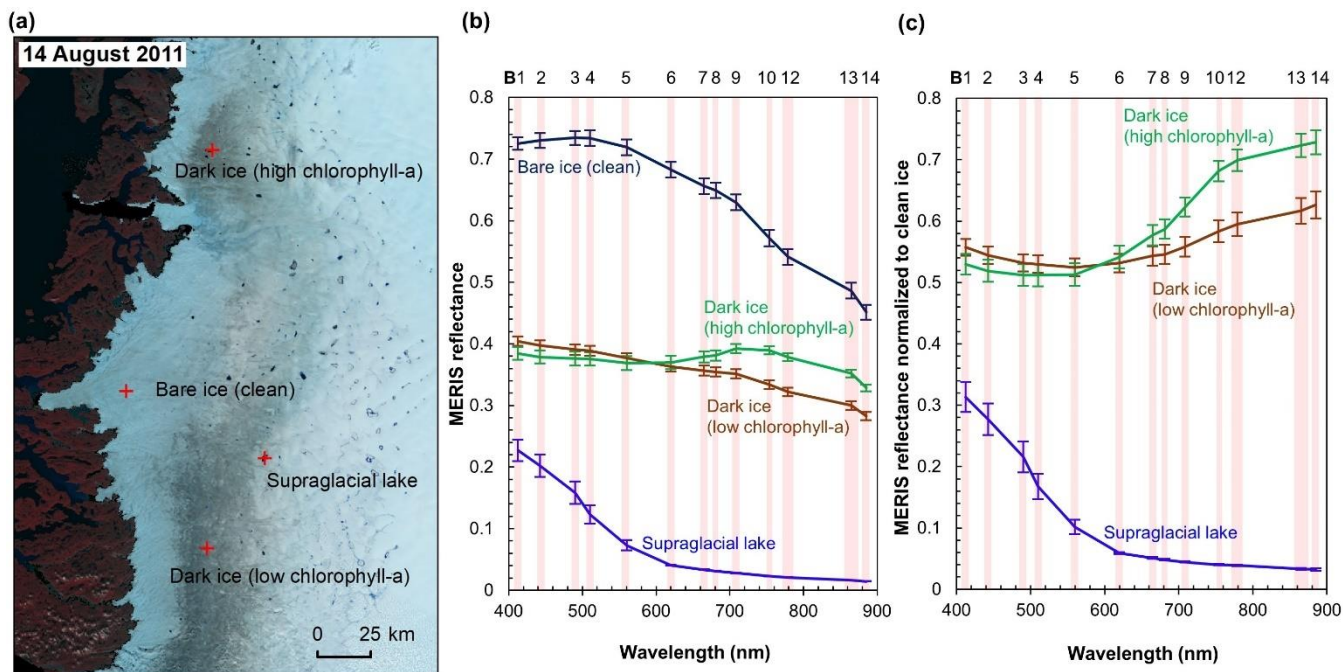 (a)
14 August 2011
Dark ice (high chlorophyll-a)
Bare ice (clean)
Supraglacial lake
Dark ice (low chlorophyll-a)
0 25 km
(b)
B1 2 3 4 5 6 7 8 9 10 12 13 14
0.8
0.7
0.6
0.5
0.4
0.3
0.2
0.1
0
MERIS reflectance
Bare ice (clean)
Dark ice
(high chlorophyll-a)
Dark ice
(low chlorophyll-a)
Supraglacial lake
400 500 600 700 800 900
Wavelength (nm)
(c)
B1 2 3 4 5 6 7 8 9 10 12 13 14
0.8
0.7
0.6
0.5
0.4
0.3
0.2
0.1
0
MERIS reflectance normalized to clean ice
Dark ice
(high chlorophyll-a)
Dark ice
(low chlorophyll-a)
Supraglacial lake
400 500 600 700 800 900
Wavelength (nm)